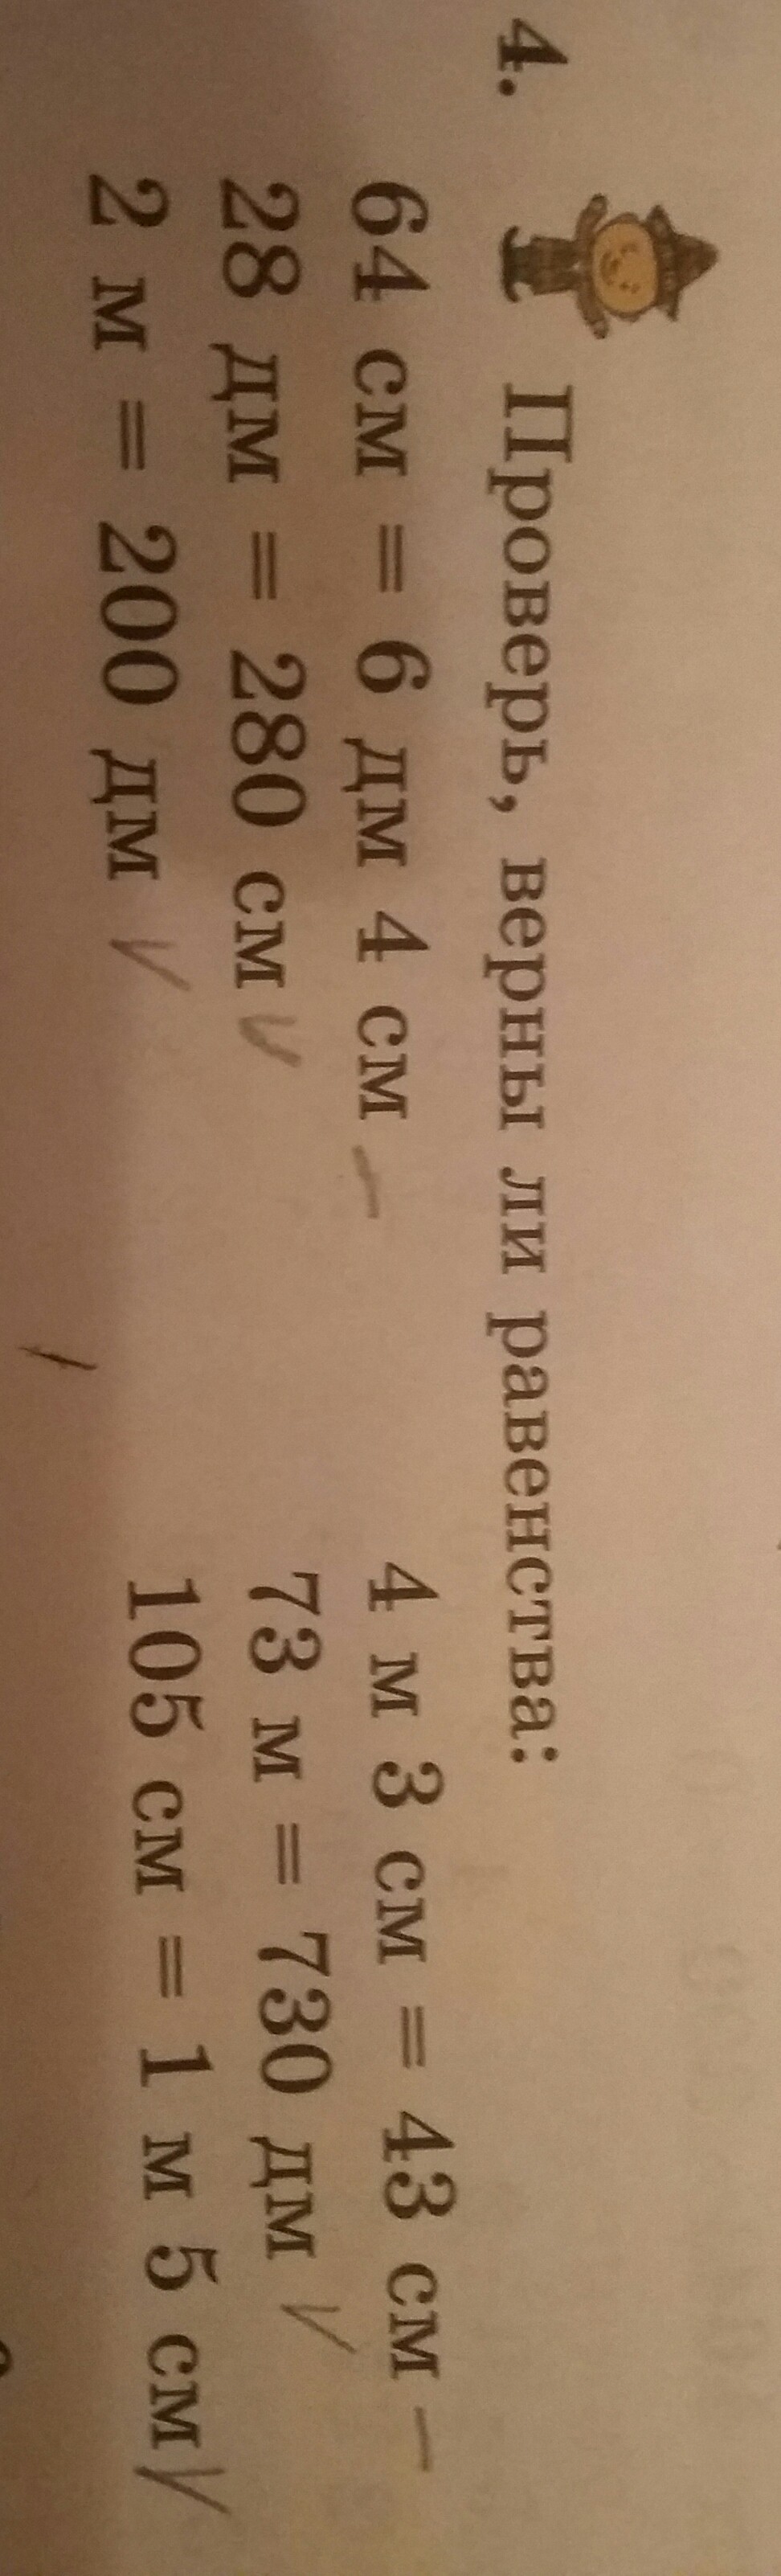 4. Проверь, верны ли равенства:
64 см = 6 дм 4 см –
28 дм = 280 см ✓
2 м = 200 дм ✓
4 м 3 см = 43 см –
73 м = 730 дм ✓
105 см = 1 м 5 см ✓